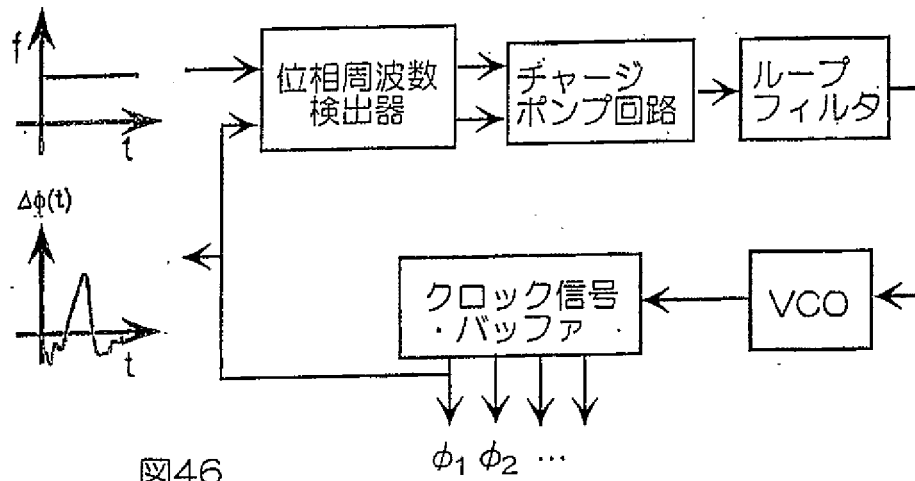 f
t
位相周波数
検出器
チャージ
ポンプ回路
ループ
フィルタ
Δϕ(t)
t
クロック信号
・バッファ
VCO
ϕ1 ϕ2 …
図46